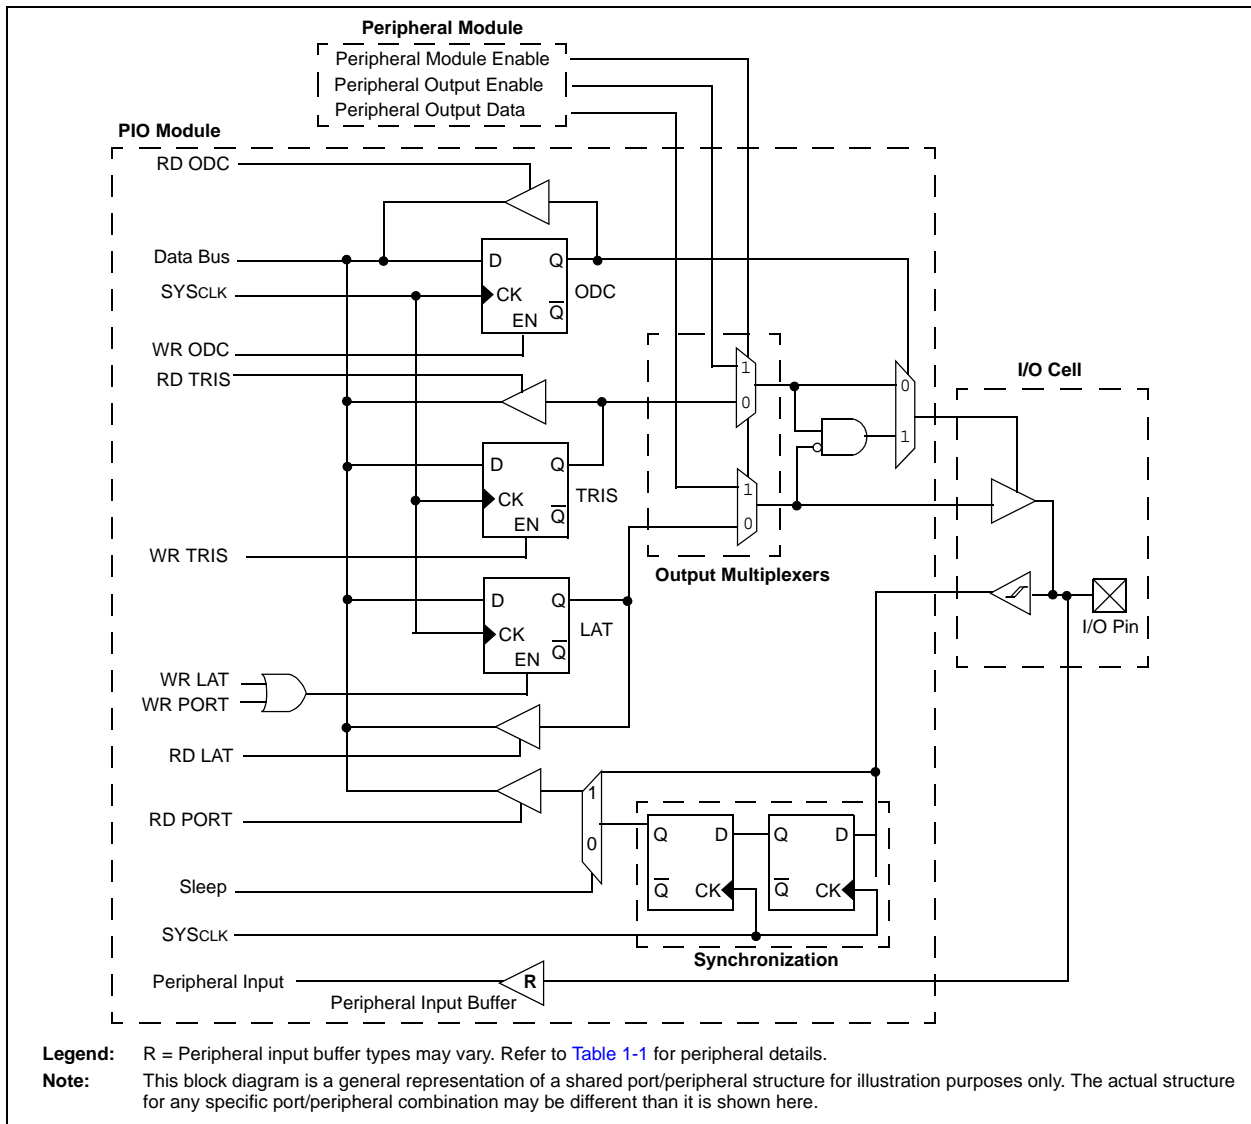 Peripheral Module
Peripheral Module Enable
Peripheral Output Enable
Peripheral Output Data
PIO Module
RD ODC
Data Bus
D
Q
SYSCLK
CK
ODC
Q
EN
WR ODC
RD TRIS
1
0
0
1
I/O Cell
D
Q
CK
TRIS
Q
EN
WR TRIS
1
0
Output Multiplexers
D
Q
CK
LAT
Q
EN
I/O Pin
WR LAT
WR PORT
RD LAT
1
0
RD PORT
Q
D
Q
D
Q
CK
Q
CK
Sleep
SYSCLK
Synchronization
Peripheral Input
R
Peripheral Input Buffer
Legend: R = Peripheral input buffer types may vary. Refer to Table 1-1 for peripheral details.
Note: This block diagram is a general representation of a shared port/peripheral structure for illustration purposes only. The actual structure
for any specific port/peripheral combination may be different than it is shown here.